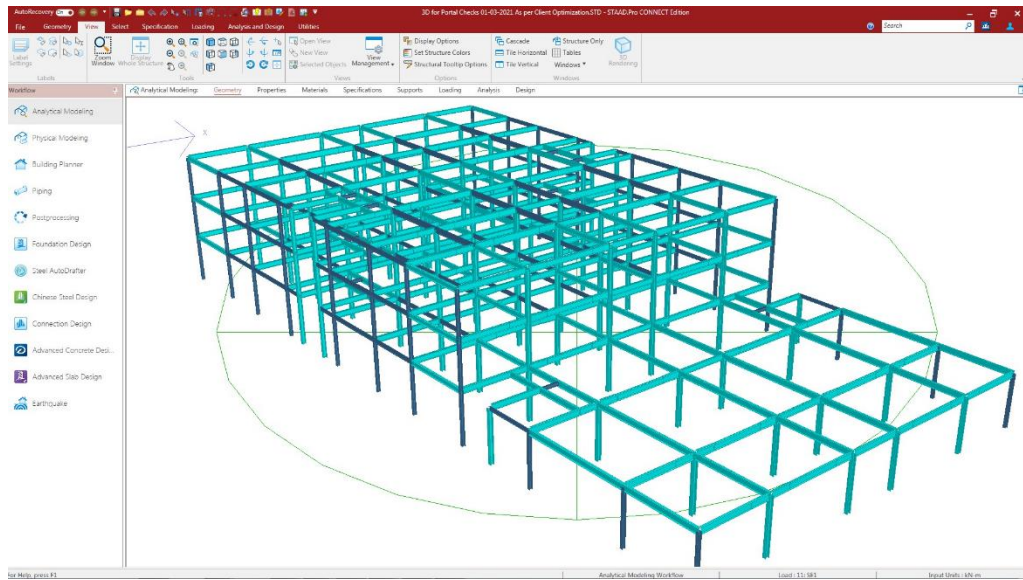 AutoRecovery
3D for Portal Checks 01-03-2021 As per Client Optimization.STD - STAAD.Pro CONNECT Edition
File Geometry View Select Specification Loading Analysis and Design Utilities
Search
Label Settings
Zoom Window
Display Whole Structure
Open View
New View
Selected Objects
View Management
Display Options
Set Structure Colors
Structural Tooltip Options
Cascade
Tile Horizontal
Tile Vertical
Structure Only
Tables
Windows
3D Rendering
Labels Tools Views Options Windows
Workflow
Analytical Modeling: Geometry Properties Materials Specifications Supports Loading Analysis Design
Analytical Modeling
Physical Modeling
Building Planner
Piping
Postprocessing
Foundation Design
Steel AutoDrafter
Chinese Steel Design
Connection Design
Advanced Concrete Desi...
Advanced Slab Design
Earthquake
X
For Help, press F1
Analytical Modeling Workflow
Load : 11: SB1
Input Units : kN-m